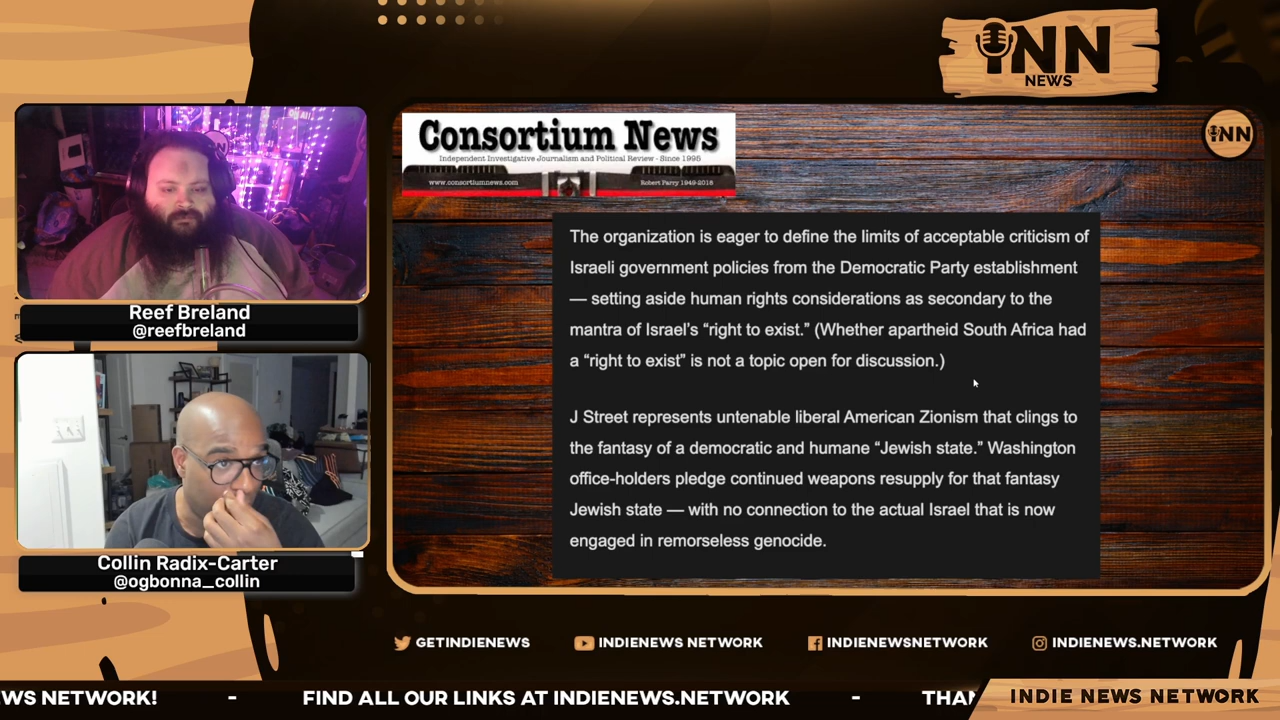 iNN
NEWS
Consortium News
Independent Investigative Journalism and Political Review - Since 1995
www.consortiumnews.com
Robert Parry 1949-2018
iNN
The organization is eager to define the limits of acceptable criticism of
Israeli government policies from the Democratic Party establishment
— setting aside human rights considerations as secondary to the
mantra of Israel’s “right to exist.” (Whether apartheid South Africa had
a “right to exist” is not a topic open for discussion.)
J Street represents untenable liberal American Zionism that clings to
the fantasy of a democratic and humane “Jewish state.” Washington
office-holders pledge continued weapons resupply for that fantasy
Jewish state — with no connection to the actual Israel that is now
engaged in remorseless genocide.
Reef Breland
@reefbreland
Collin Radix-Carter
@ogbonna_collin
GETINDIENEWS
INDIENEWS NETWORK
INDIENEWSNETWORK
INDIENEWS.NETWORK
WS NETWORK! - FIND ALL OUR LINKS AT INDIENEWS.NETWORK - THAN
INDIE NEWS NETWORK